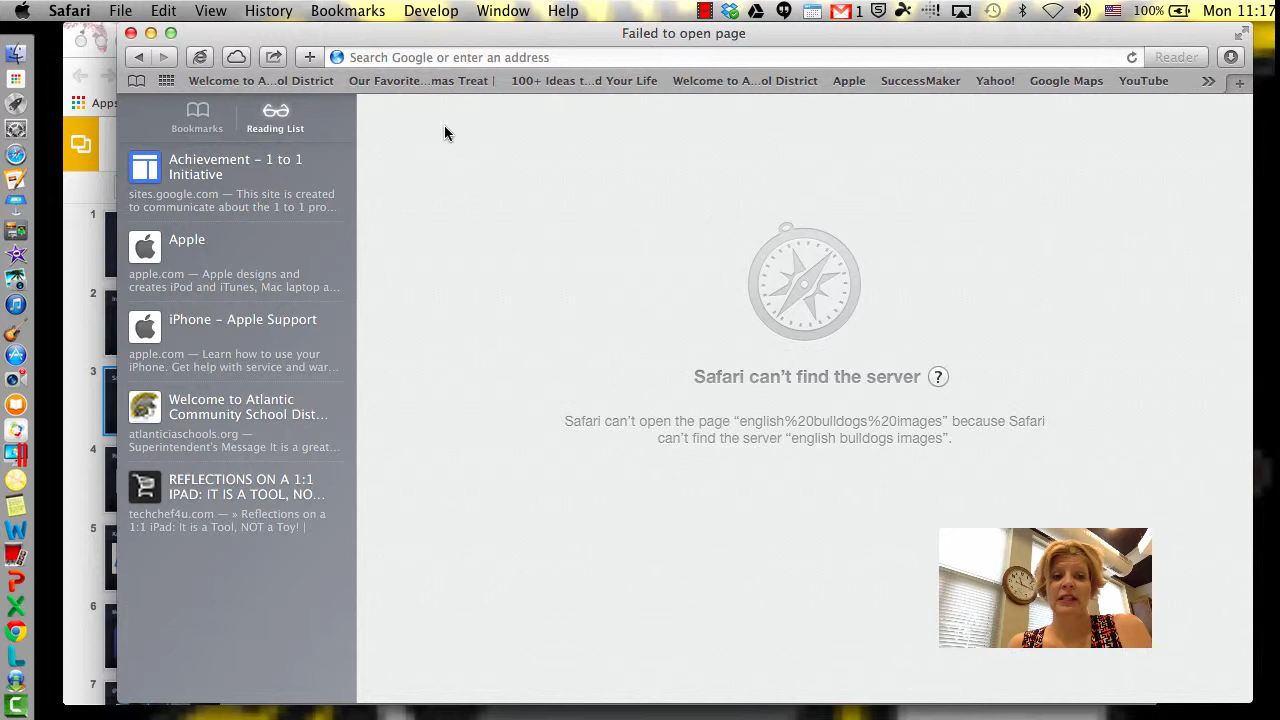 Safari File Edit View History Bookmarks Develop Window Help 1 5 100% Mon 11:17
Failed to open page
Search Google or enter an address
Reader
Welcome to A...ol District Our Favorite...mas Treat | 100+ Ideas t...d Your Life Welcome to A...ol District Apple SuccessMaker Yahoo! Google Maps YouTube
Apps
Bookmarks Reading List
Achievement – 1 to 1
Initiative
sites.google.com — This site is created
to communicate about the 1 to 1 pro...
Apple
apple.com — Apple designs and
creates iPod and iTunes, Mac laptop a...
iPhone – Apple Support
apple.com — Learn how to use your
iPhone. Get help with service and war...
Welcome to Atlantic
Community School Dist...
atlanticiaschools.org —
Superintendent's Message It is a great...
REFLECTIONS ON A 1:1
IPAD: IT IS A TOOL, NO...
techchef4u.com — » Reflections on a
1:1 iPad: It is a Tool, NOT a Toy! |
Safari can't find the server ?
Safari can't open the page “english%20bulldogs%20images” because Safari
can't find the server “english bulldogs images”.
1
2
3
4
5
6
7